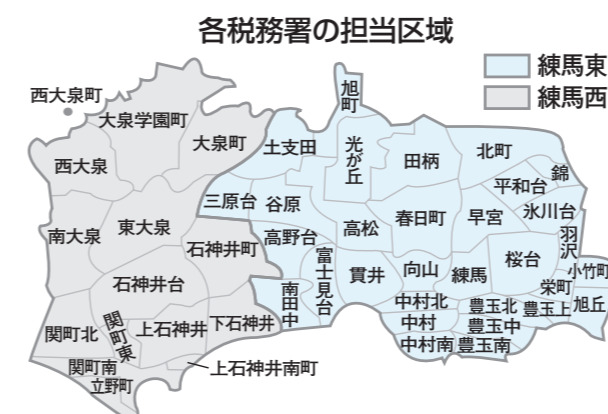 各税務署の担当区域
練馬東
練馬西
西大泉町
大泉学園町
大泉町
西大泉
南大泉
東大泉
石神井町
石神井台
関町北
関町東
上石神井
下石神井
関町南
立野町
上石神井南町
旭町
土支田
光が丘
田柄
北町
錦
平和台
氷川台
三原台
谷原
高松
春日町
早宮
羽沢
高野台
富士見台
貫井
向山
練馬
桜台
小竹町
栄町
旭丘
南田中
中村北
豊玉北
豊玉上
中村
豊玉中
中村南
豊玉南